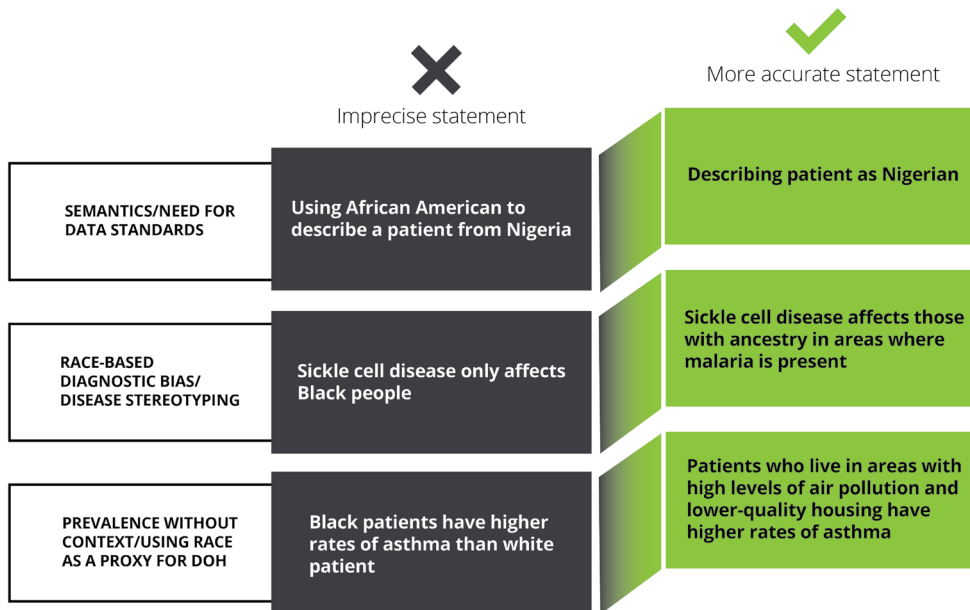 More accurate statement
Imprecise statement
SEMANTICS/NEED FOR
DATA STANDARDS
Using African American to
describe a patient from Nigeria
Describing patient as Nigerian
RACE-BASED
DIAGNOSTIC BIAS/
DISEASE STEREOTYPING
Sickle cell disease only affects
Black people
Sickle cell disease affects those
with ancestry in areas where
malaria is present
PREVALENCE WITHOUT
CONTEXT/USING RACE
AS A PROXY FOR DOH
Black patients have higher
rates of asthma than white
patient
Patients who live in areas with
high levels of air pollution and
lower-quality housing have
higher rates of asthma